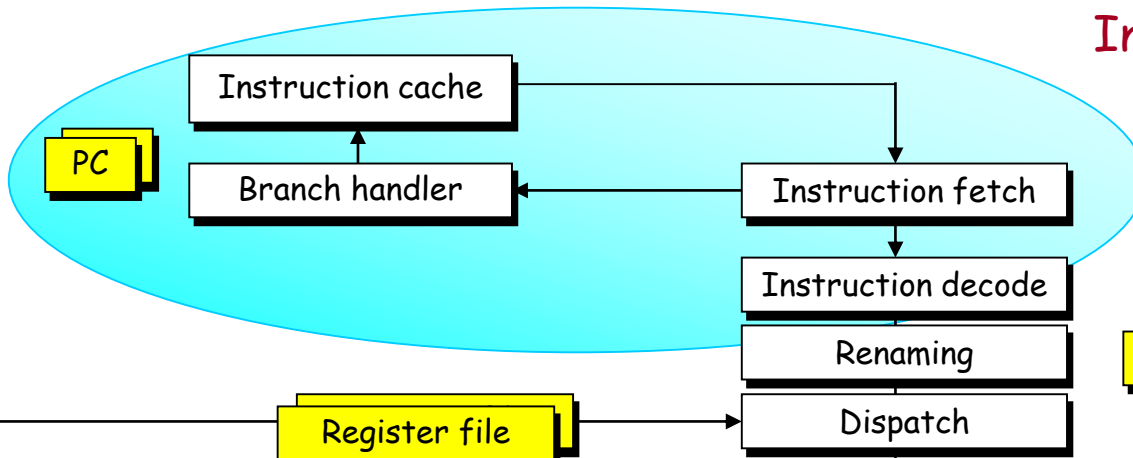 Instruction cache
PC
Branch handler
Instruction fetch
Instruction decode
Renaming
Register file
Dispatch